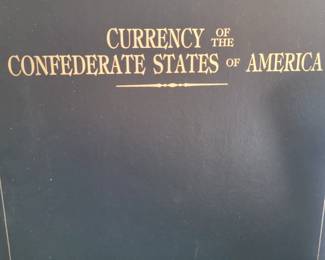 CURRENCY OF THE
CONFEDERATE STATES OF AMERICA